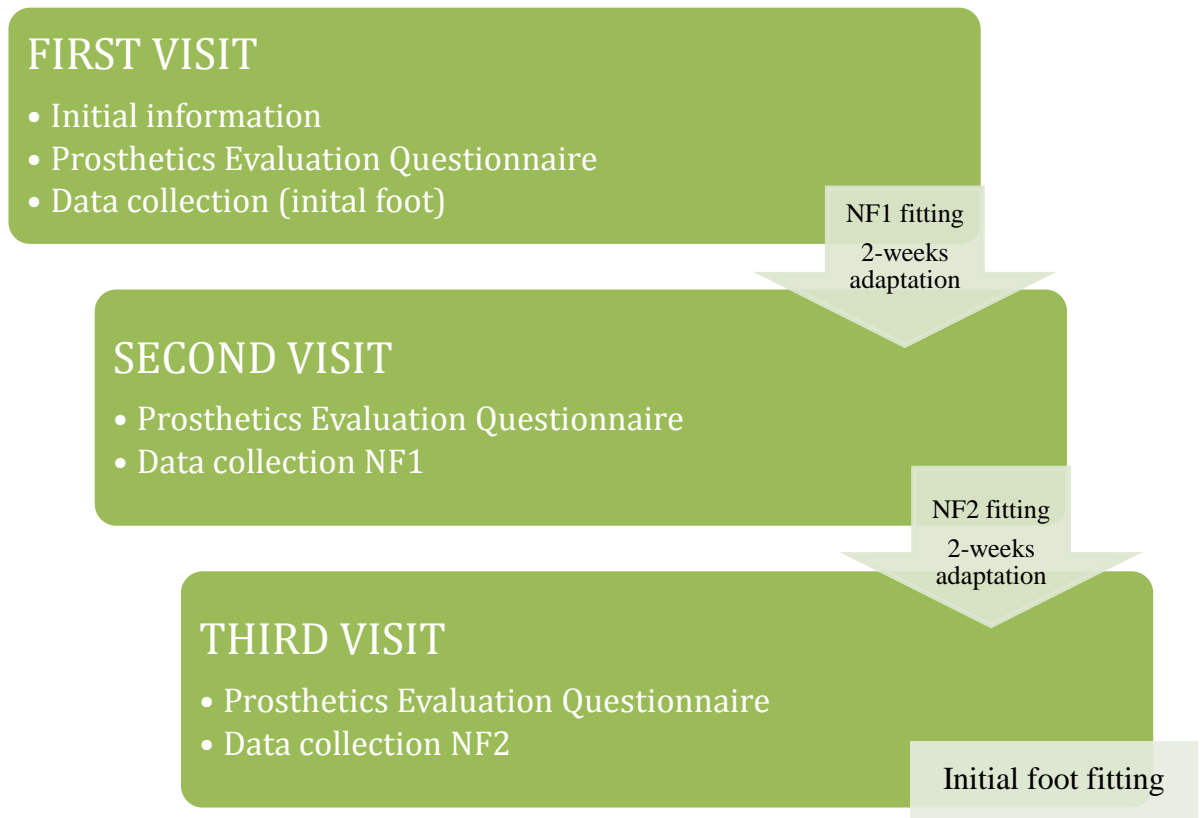 FIRST VISIT
• Initial information
• Prosthetics Evaluation Questionnaire
• Data collection (inital foot)
NF1 fitting
2-weeks
adaptation
SECOND VISIT
• Prosthetics Evaluation Questionnaire
• Data collection NF1
NF2 fitting
2-weeks
adaptation
THIRD VISIT
• Prosthetics Evaluation Questionnaire
• Data collection NF2
Initial foot fitting